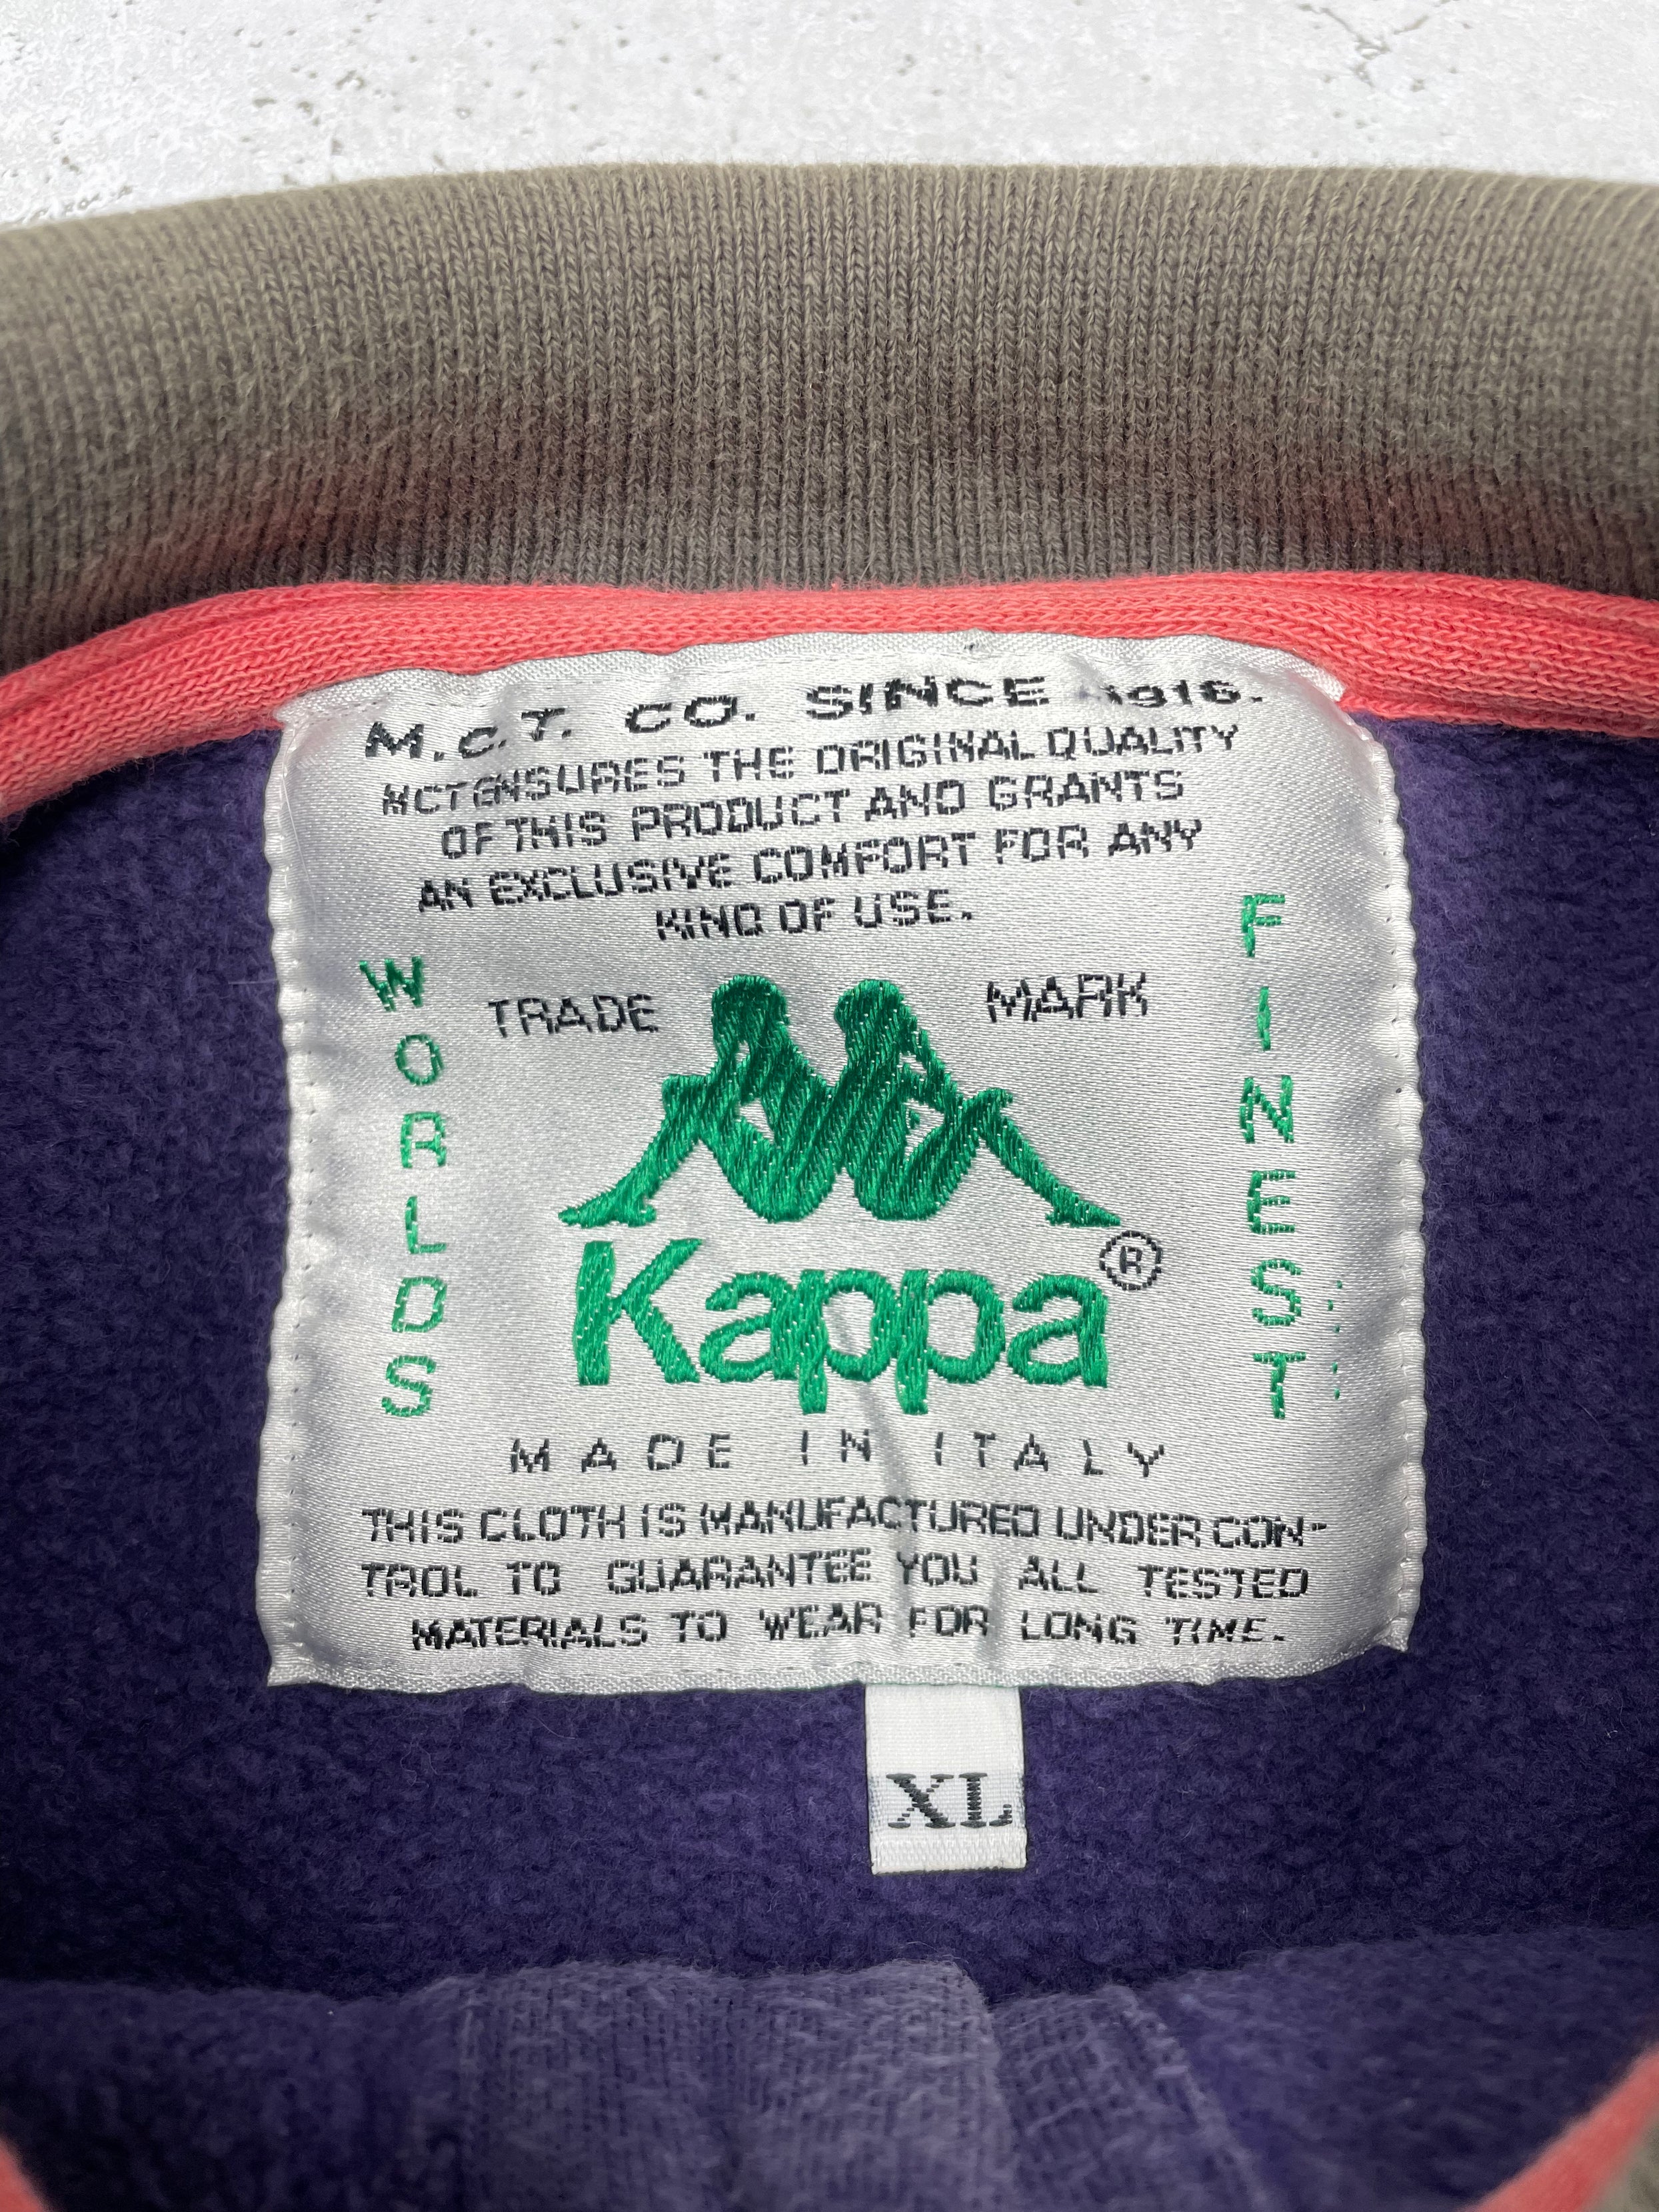 M.C.T. CO. SINCE 1916.
MCT ENSURES THE ORIGINAL QUALITY
OF THIS PRODUCT AND GRANTS
AN EXCLUSIVE COMFORT FOR ANY
KIND OF USE.
TRADE MARK
WORLDS
FINEST
Kappa®
MADE IN ITALY
THIS CLOTH IS MANUFACTURED UNDER CON-
TROL TO GUARANTEE YOU ALL TESTED
MATERIALS TO WEAR FOR LONG TIME.
XL